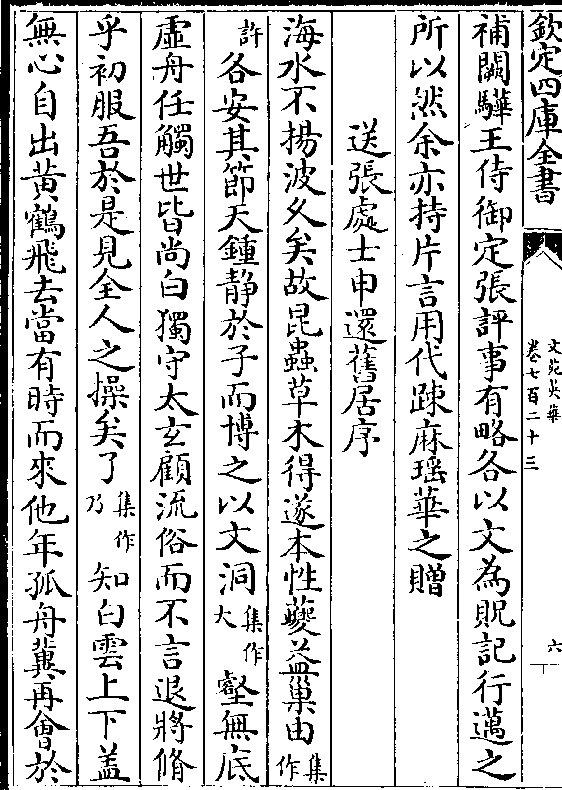 欽定四庫全書
文苑英華
卷七百二十三
六
補闕驊王侍御定張評事有略各以文為貺記行邁之
所以然余亦持片言用代疎麻瑶華之贈
送張處士申還舊居序
海水不揚波久矣故昆蟲草木得遂本性夔益巢由集作
許各安其節天鍾静於子而博之以文洞集作大壑無底
虛舟任觸世皆尚白獨守太玄顧流俗而不言退將脩
乎初服吾於是見全人之操矣了集作乃知白雲上下盖
無心自出黄鶴飛去當有時而來他年孤舟冀再會於